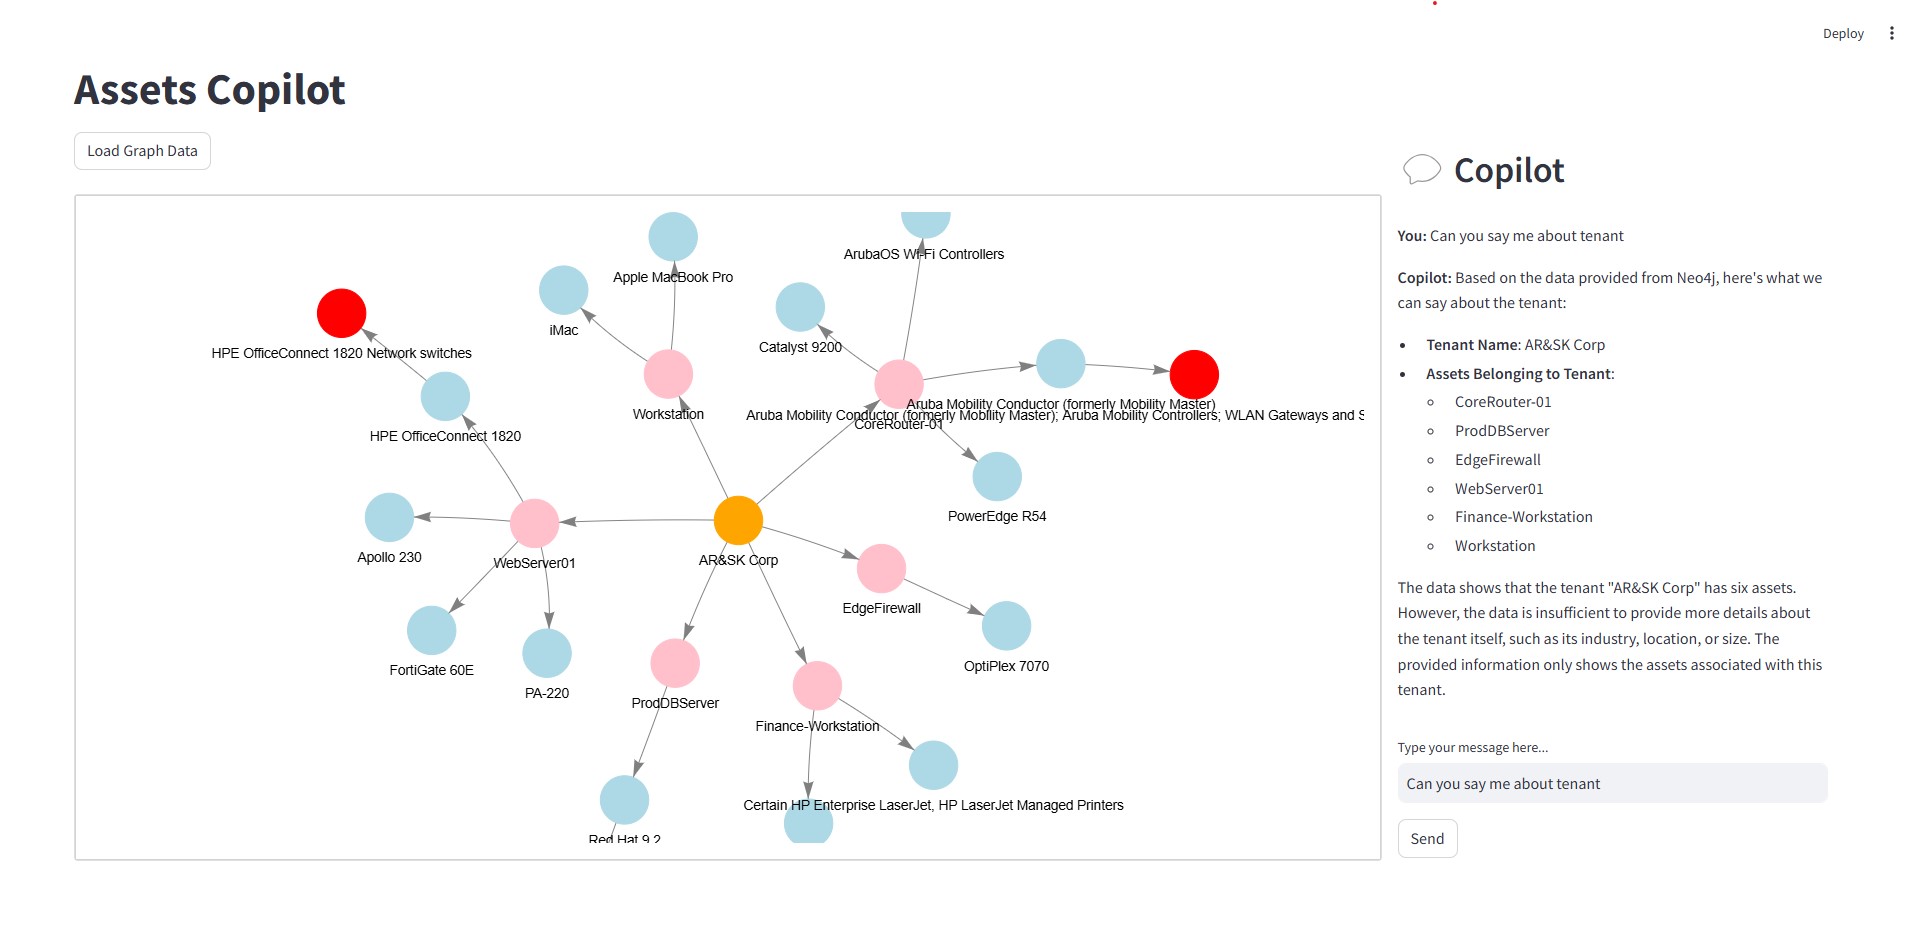 Deploy
Assets Copilot
Load Graph Data
ArubaOS Wi-Fi Controllers
Apple MacBook Pro
iMac
Catalyst 9200
HPE OfficeConnect 1820 Network switches
Workstation
Aruba Mobility Conductor (formerly Mobility Master)
Aruba Mobility Conductor (formerly Mobility Master); Aruba Mobility Controllers; WLAN Gateways and S
CoreRouter-01
HPE OfficeConnect 1820
PowerEdge R54
Apollo 230
WebServer01
AR&SK Corp
EdgeFirewall
FortiGate 60E
OptiPlex 7070
PA-220
ProdDBServer
Finance-Workstation
Certain HP Enterprise LaserJet, HP LaserJet Managed Printers
Red Hat 9.2
Copilot
You: Can you say me about tenant
Copilot: Based on the data provided from Neo4j, here's what we
can say about the tenant:
Tenant Name: AR&SK Corp
Assets Belonging to Tenant:
CoreRouter-01
ProdDBServer
EdgeFirewall
WebServer01
Finance-Workstation
Workstation
The data shows that the tenant "AR&SK Corp" has six assets.
However, the data is insufficient to provide more details about
the tenant itself, such as its industry, location, or size. The
provided information only shows the assets associated with this
tenant.
Type your message here...
Can you say me about tenant
Send